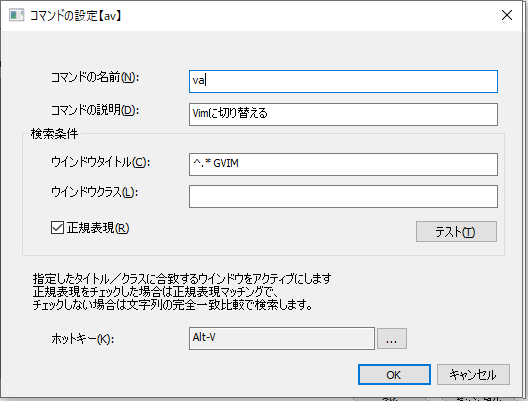 コマンドの設定【av】
コマンドの名前(N): va
コマンドの説明(D): Vimに切り替える
検索条件
ウインドウタイトル(C): ^.* GVIM
ウインドウクラス(L):
正規表現(R) テスト(T)
指定したタイトル／クラスに合致するウインドウをアクティブにします
正規表現をチェックした場合は正規表現マッチングで、
チェックしない場合は文字列の完全一致比較で検索します。
ホットキー(K): Alt-V ...
OK キャンセル